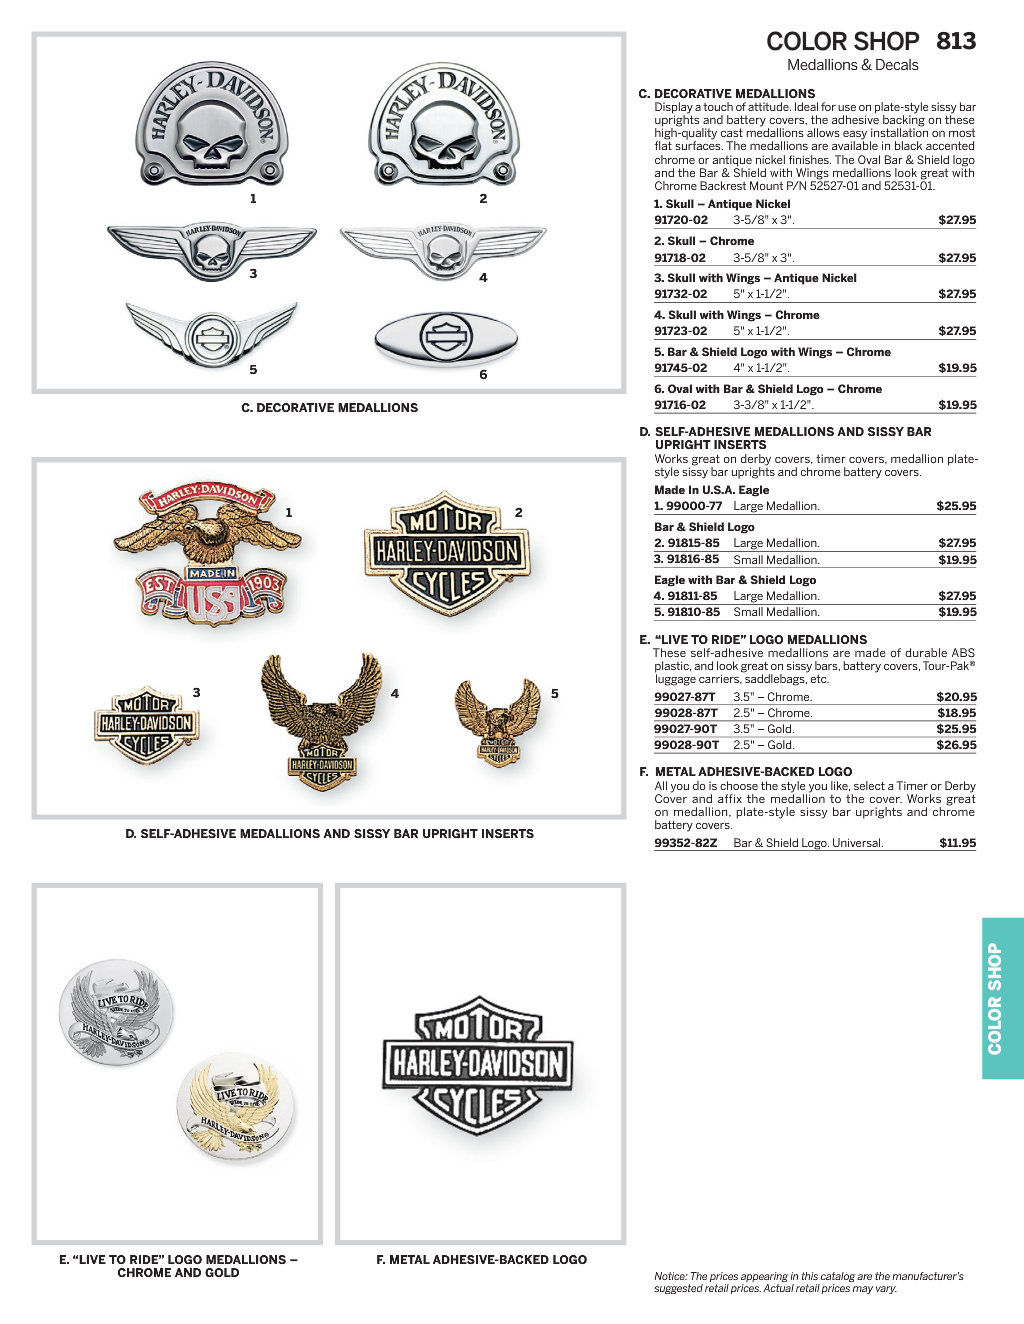 COLOR SHOP 813
Medallions & Decals
HARLEY-DAVIDSON
1
HARLEY-DAVIDSON
2
HARLEY-DAVIDSON
3
HARLEY-DAVIDSON
4
5
6
C. DECORATIVE MEDALLIONS
HARLEY-DAVIDSON
MADE IN
EST 1903
USA
1
MOTOR
HARLEY-DAVIDSON
CYCLES
2
MOTOR
HARLEY-DAVIDSON
CYCLES
3
MOTOR
HARLEY-DAVIDSON
CYCLES
4
MOTOR
HARLEY-DAVIDSON
CYCLES
5
D. SELF-ADHESIVE MEDALLIONS AND SISSY BAR UPRIGHT INSERTS
LIVE TO RIDE
RIDE TO LIVE
HARLEY-DAVIDSON®
LIVE TO RIDE
RIDE TO LIVE
HARLEY-DAVIDSON®
E. “LIVE TO RIDE” LOGO MEDALLIONS –
CHROME AND GOLD
MOTOR
HARLEY-DAVIDSON
CYCLES
F. METAL ADHESIVE-BACKED LOGO
C. DECORATIVE MEDALLIONS
Display a touch of attitude. Ideal for use on plate-style sissy bar
uprights and battery covers, the adhesive backing on these
high-quality cast medallions allows easy installation on most
flat surfaces. The medallions are available in black accented
chrome or antique nickel finishes. The Oval Bar & Shield logo
and the Bar & Shield with Wings medallions look great with
Chrome Backrest Mount P/N 52527-01 and 52531-01.
1. Skull – Antique Nickel
91720-02 3-5/8" x 3". $27.95
2. Skull – Chrome
91718-02 3-5/8" x 3". $27.95
3. Skull with Wings – Antique Nickel
91732-02 5" x 1-1/2". $27.95
4. Skull with Wings – Chrome
91723-02 5" x 1-1/2". $27.95
5. Bar & Shield Logo with Wings – Chrome
91745-02 4" x 1-1/2". $19.95
6. Oval with Bar & Shield Logo – Chrome
91716-02 3-3/8" x 1-1/2". $19.95
D. SELF-ADHESIVE MEDALLIONS AND SISSY BAR
UPRIGHT INSERTS
Works great on derby covers, timer covers, medallion plate-
style sissy bar uprights and chrome battery covers.
Made In U.S.A. Eagle
1. 99000-77 Large Medallion. $25.95
Bar & Shield Logo
2. 91815-85 Large Medallion. $27.95
3. 91816-85 Small Medallion. $19.95
Eagle with Bar & Shield Logo
4. 91811-85 Large Medallion. $27.95
5. 91810-85 Small Medallion. $19.95
E. “LIVE TO RIDE” LOGO MEDALLIONS
These self-adhesive medallions are made of durable ABS
plastic, and look great on sissy bars, battery covers, Tour-Pak®
luggage carriers, saddlebags, etc.
99027-87T 3.5" – Chrome. $20.95
99028-87T 2.5" – Chrome. $18.95
99027-90T 3.5" – Gold. $25.95
99028-90T 2.5" – Gold. $26.95
F. METAL ADHESIVE-BACKED LOGO
All you do is choose the style you like, select a Timer or Derby
Cover and affix the medallion to the cover. Works great
on medallion, plate-style sissy bar uprights and chrome
battery covers.
99352-82Z Bar & Shield Logo. Universal. $11.95
COLOR SHOP
Notice: The prices appearing in this catalog are the manufacturer's
suggested retail prices. Actual retail prices may vary.